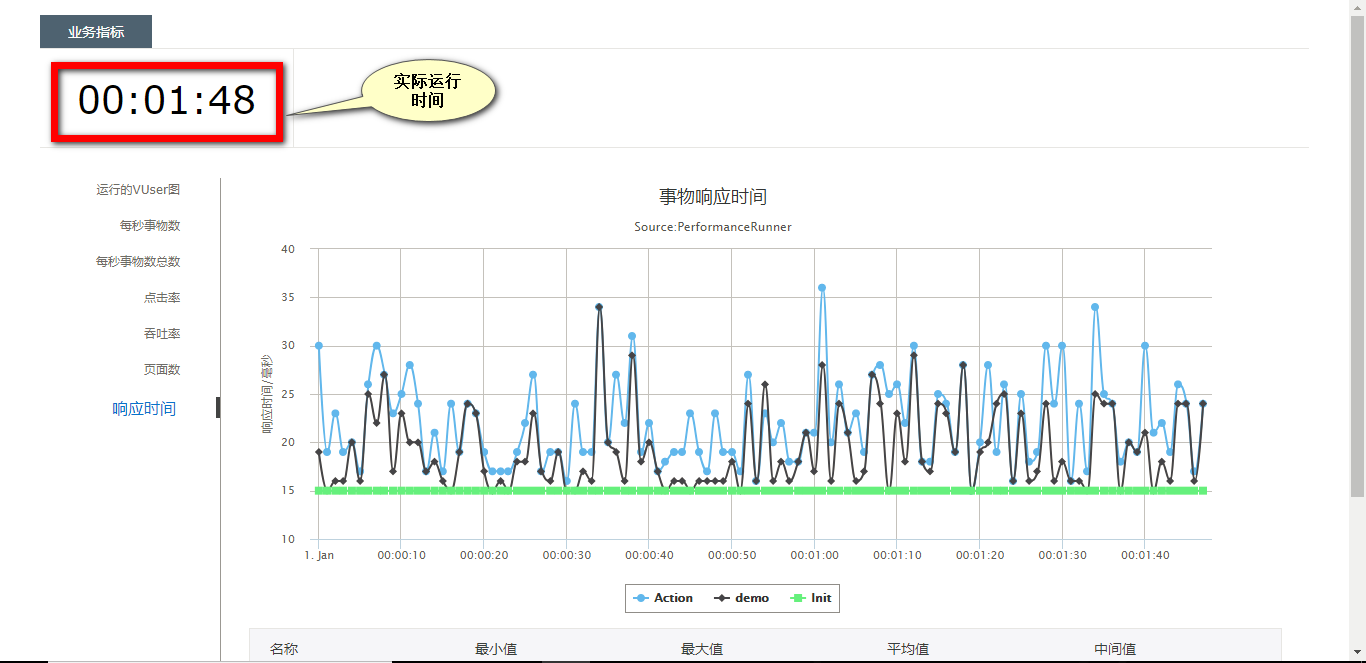 业务指标
00:01:48
实际运行
时间
运行的VUser图
每秒事物数
每秒事物数总数
点击率
吞吐率
页面数
响应时间
事物响应时间
Source:PerformanceRunner
响应时间/毫秒
40
35
30
25
20
15
10
1. Jan 00:00:10 00:00:20 00:00:30 00:00:40 00:00:50 00:01:00 00:01:10 00:01:20 00:01:30 00:01:40
Action demo Init
名称 最小值 最大值 平均值 中间值